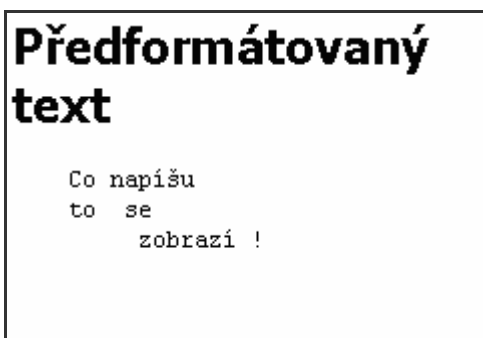 Předformátovaný
text
Co napíšu
to  se
zobrazí !